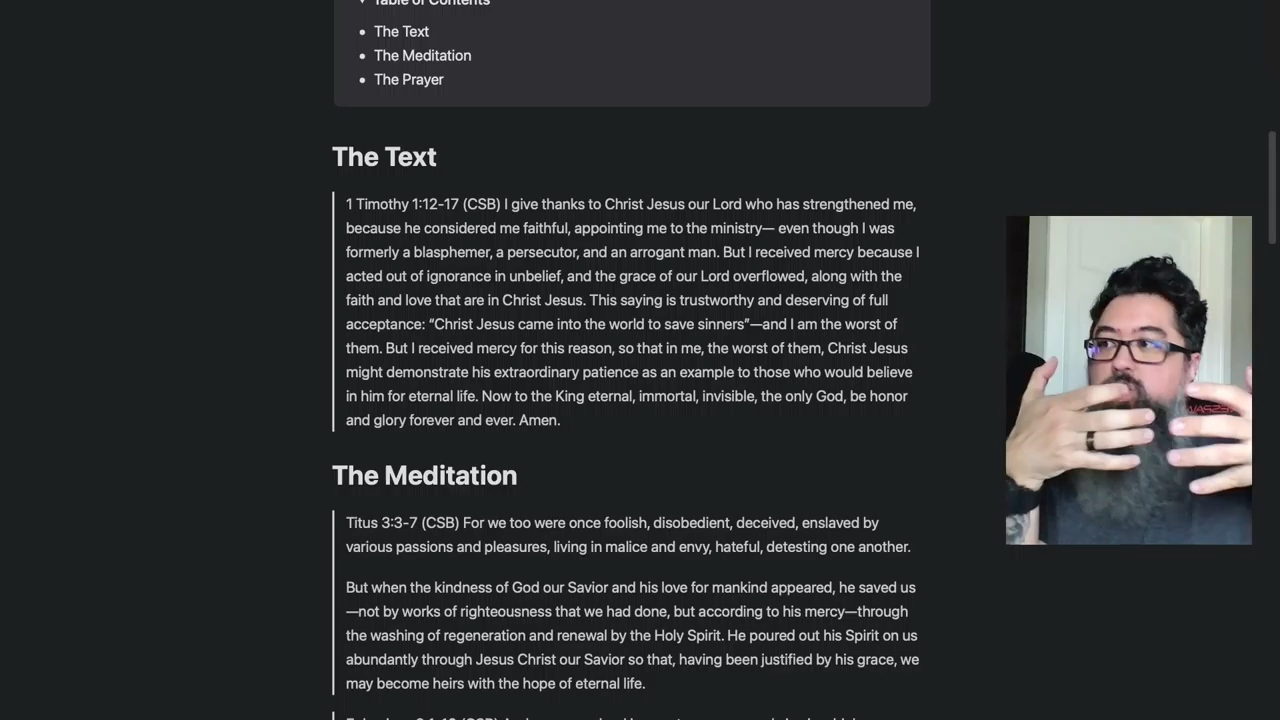 Table of Contents
The Text
The Meditation
The Prayer
The Text
1 Timothy 1:12-17 (CSB) I give thanks to Christ Jesus our Lord who has strengthened me,
because he considered me faithful, appointing me to the ministry— even though I was
formerly a blasphemer, a persecutor, and an arrogant man. But I received mercy because I
acted out of ignorance in unbelief, and the grace of our Lord overflowed, along with the
faith and love that are in Christ Jesus. This saying is trustworthy and deserving of full
acceptance: “Christ Jesus came into the world to save sinners”—and I am the worst of
them. But I received mercy for this reason, so that in me, the worst of them, Christ Jesus
might demonstrate his extraordinary patience as an example to those who would believe
in him for eternal life. Now to the King eternal, immortal, invisible, the only God, be honor
and glory forever and ever. Amen.
The Meditation
Titus 3:3-7 (CSB) For we too were once foolish, disobedient, deceived, enslaved by
various passions and pleasures, living in malice and envy, hateful, detesting one another.
But when the kindness of God our Savior and his love for mankind appeared, he saved us
—not by works of righteousness that we had done, but according to his mercy—through
the washing of regeneration and renewal by the Holy Spirit. He poured out his Spirit on us
abundantly through Jesus Christ our Savior so that, having been justified by his grace, we
may become heirs with the hope of eternal life.